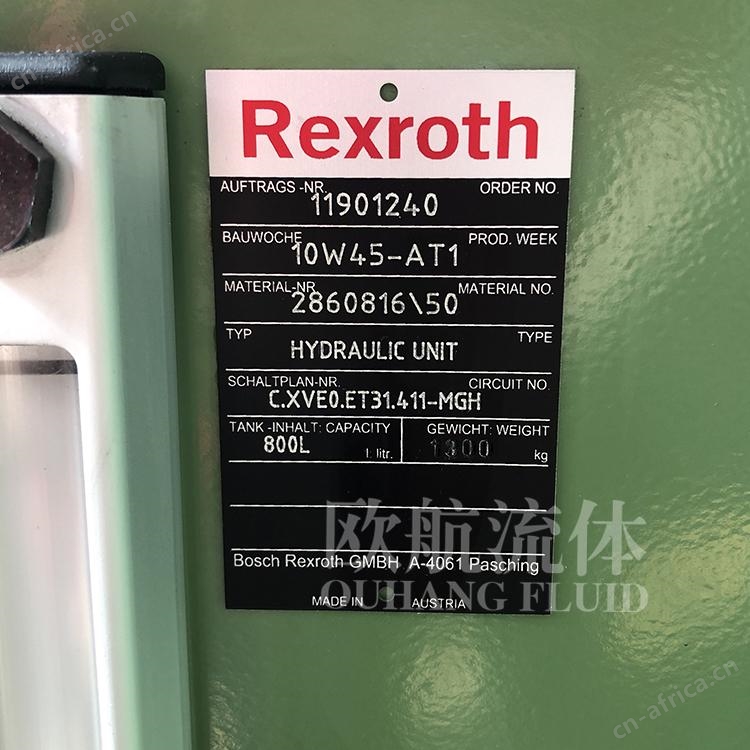 Rexroth
AUFTRAGS -NR. ORDER NO.
11901240
BAUWOCHE PROD. WEEK
10W45-AT1
MATERIAL-NR. MATERIAL NO.
2860816\50
TYP TYPE
HYDRAULIC UNIT
SCHALTPLAN-NR. CIRCUIT NO.
C.XVE0.ET31.411-MGH
TANK -INHALT: CAPACITY GEWICHT: WEIGHT
800L l: litr. kg
欧航流体
Bosch Rexroth GMBH A-4061 Pasching
OUHANG FLUID
MADE IN AUSTRIA
cn-africa.cn
cn-africa.cn